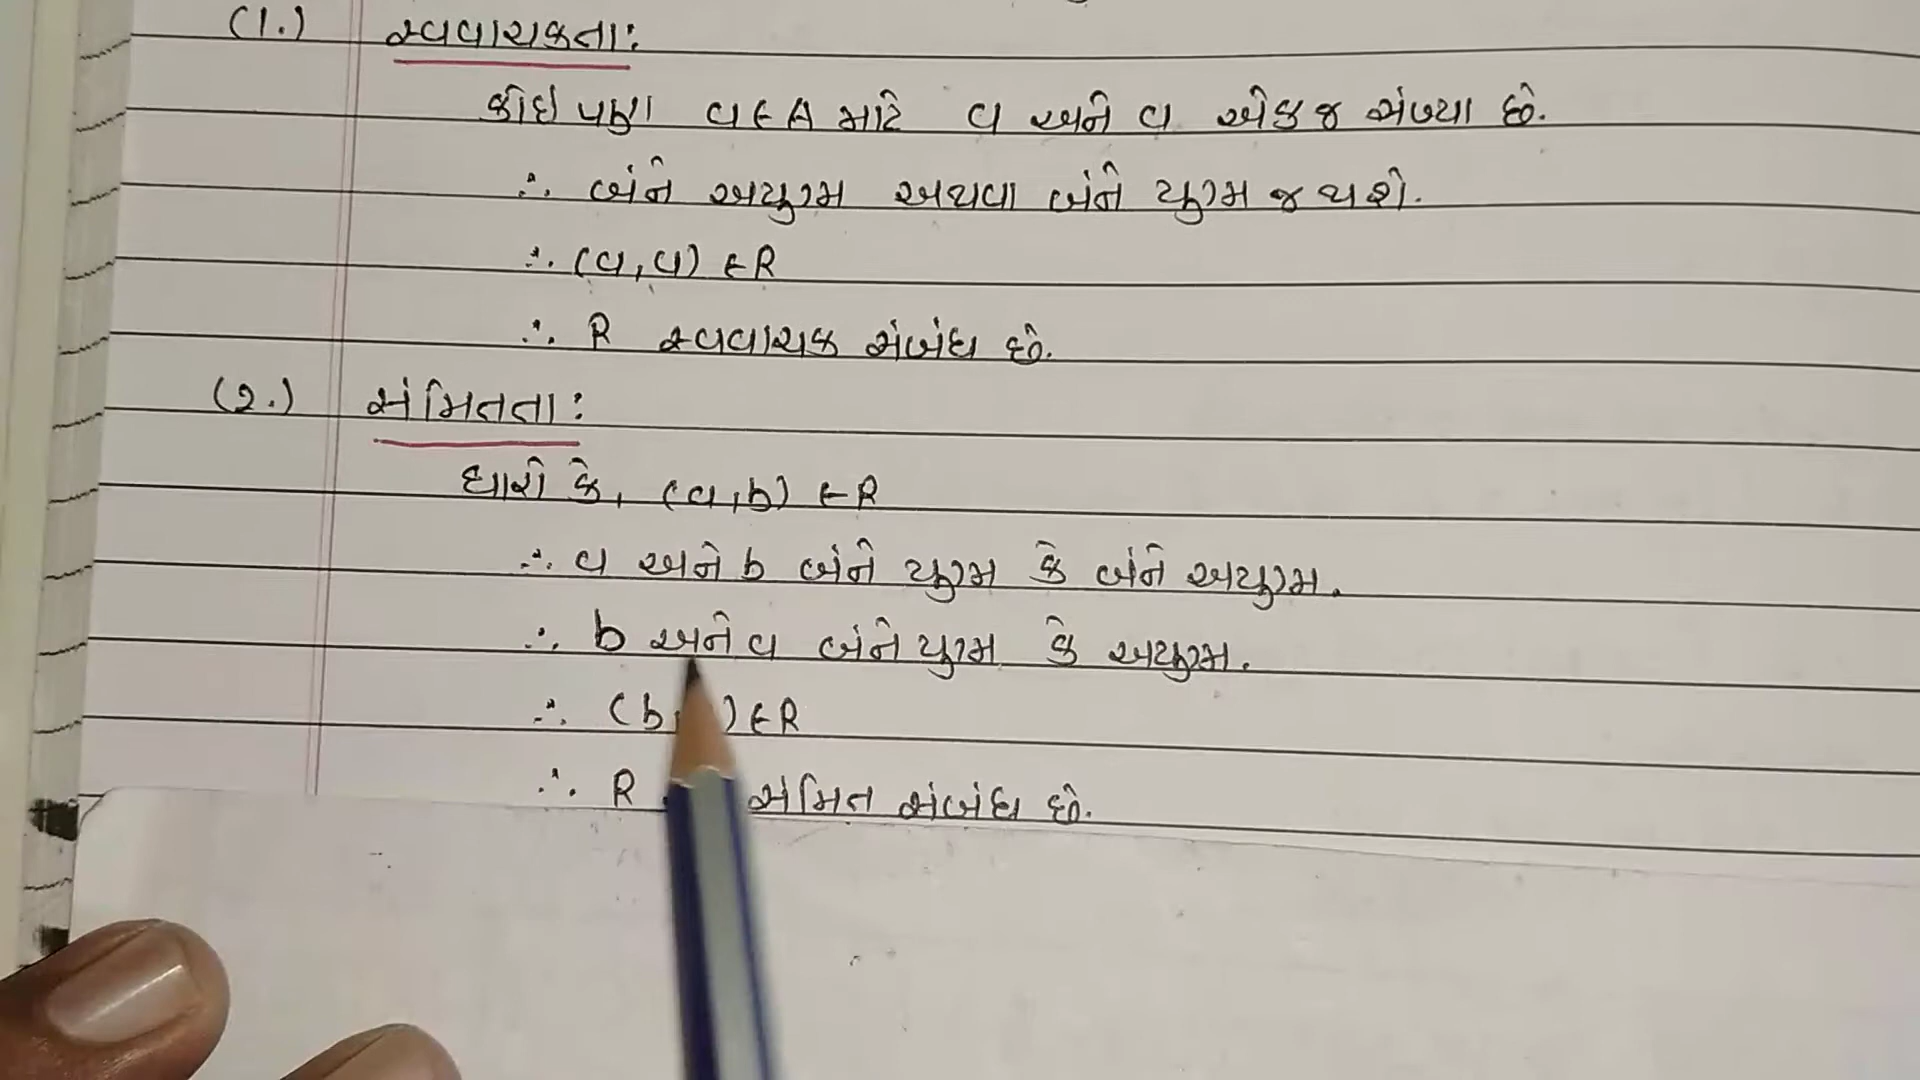 (1.) સ્વવાચકતા:
કોઈ પણ a ∈ A માટે a અને a એક જ સંખ્યા છે.
∴ બંને અયુગ્મ અથવા બંને યુગ્મ જ થશે.
∴ (a, a) ∈ R
∴ R સ્વવાચક સંબંધ છે.
(2.) સંમિતતા:
ધારો કે, (a, b) ∈ R
∴ a અને b બંને યુગ્મ કે બંને અયુગ્મ.
∴ b અને a બંને યુગ્મ કે અયુગ્મ.
∴ (b, ) ∈ R
∴ R સંમિત સંબંધ છે.